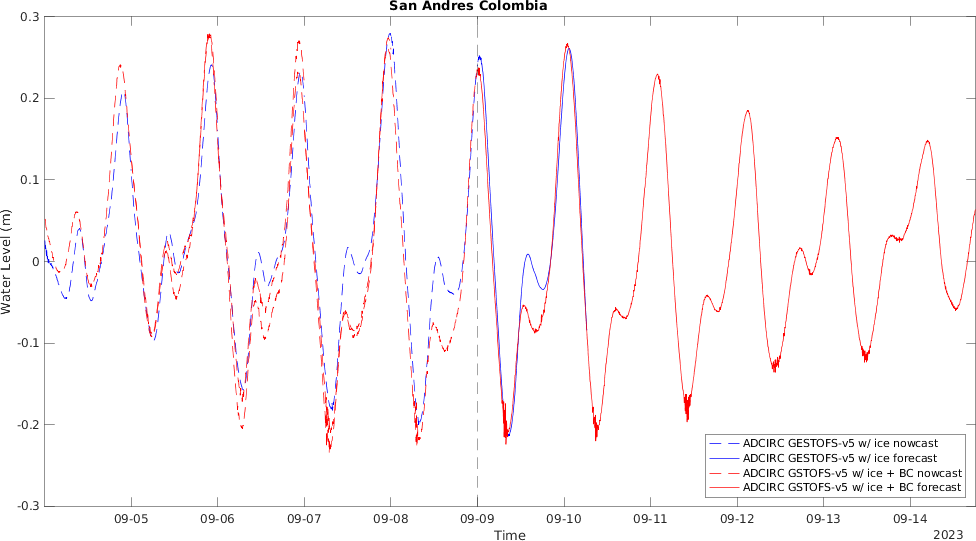 San Andres Colombia
0.3
0.2
0.1
0
-0.1
-0.2
-0.3
Water Level (m)
ADCIRC GESTOFS-v5 w/ ice nowcast
ADCIRC GESTOFS-v5 w/ ice forecast
ADCIRC GSTOFS-v5 w/ ice + BC nowcast
ADCIRC GSTOFS-v5 w/ ice + BC forecast
09-05 09-06 09-07 09-08 09-09 09-10 09-11 09-12 09-13 09-14
Time
2023